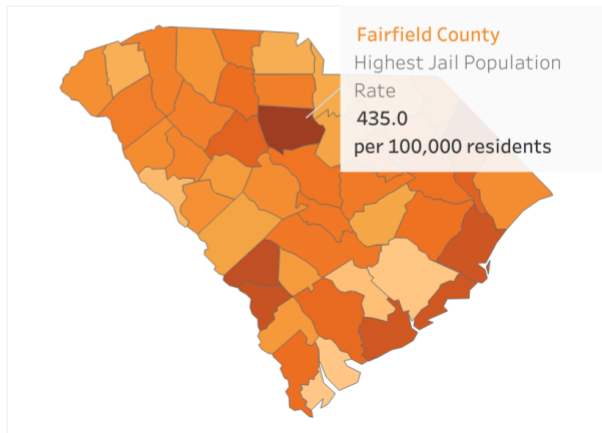 Fairfield County
Highest Jail Population
Rate
435.0
per 100,000 residents